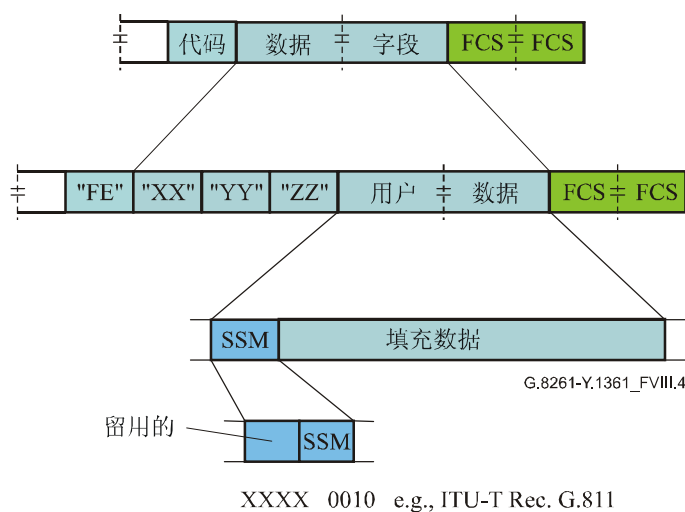 代码 数据 字段 FCS FCS
"FE" "XX" "YY" "ZZ" 用户 数据 FCS FCS
SSM 填充数据
G.8261-Y.1361_FVIII.4
留用的 SSM
XXXX 0010 e.g., ITU-T Rec. G.811